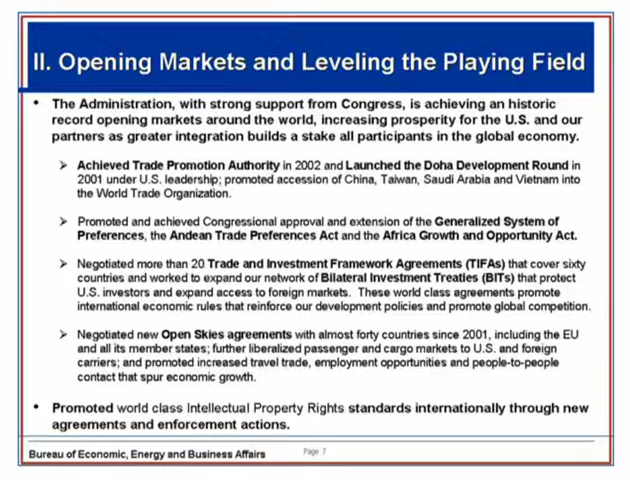 II. Opening Markets and Leveling the Playing Field
• The Administration, with strong support from Congress, is achieving an historic
record opening markets around the world, increasing prosperity for the U.S. and our
partners as greater integration builds a stake all participants in the global economy.
➢ Achieved Trade Promotion Authority in 2002 and Launched the Doha Development Round in
2001 under U.S. leadership; promoted accession of China, Taiwan, Saudi Arabia and Vietnam into
the World Trade Organization.
➢ Promoted and achieved Congressional approval and extension of the Generalized System of
Preferences, the Andean Trade Preferences Act and the Africa Growth and Opportunity Act.
➢ Negotiated more than 20 Trade and Investment Framework Agreements (TIFAs) that cover sixty
countries and worked to expand our network of Bilateral Investment Treaties (BITs) that protect
U.S. investors and expand access to foreign markets. These world class agreements promote
international economic rules that reinforce our development policies and promote global competition.
➢ Negotiated new Open Skies agreements with almost forty countries since 2001, including the EU
and all its member states; further liberalized passenger and cargo markets to U.S. and foreign
carriers; and promoted increased travel trade, employment opportunities and people-to-people
contact that spur economic growth.
• Promoted world class Intellectual Property Rights standards internationally through new
agreements and enforcement actions.
Bureau of Economic, Energy and Business Affairs
Page 7